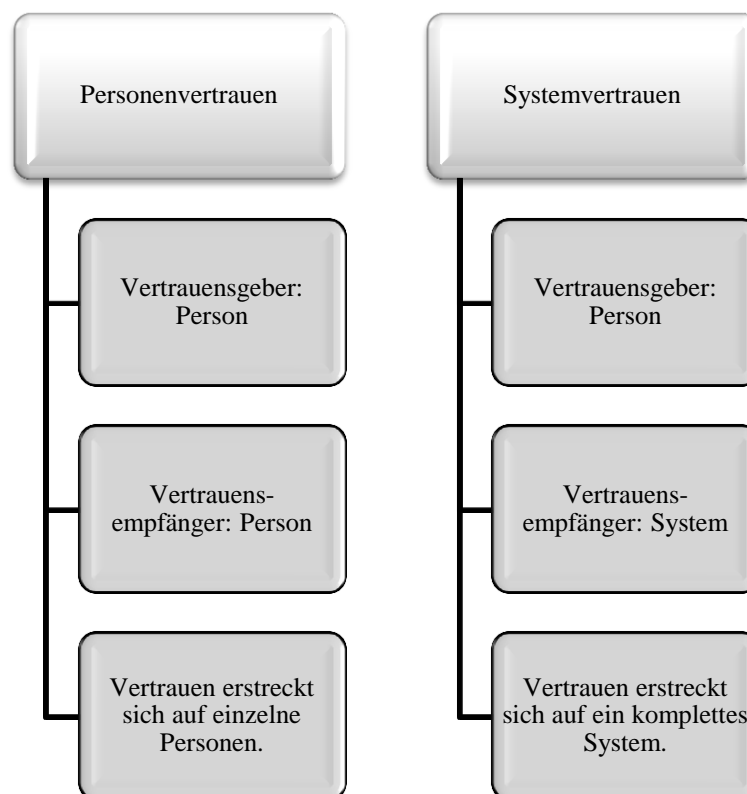 Personenvertrauen
Vertrauensgeber:
Person
Vertrauens-
empfänger: Person
Vertrauen erstreckt
sich auf einzelne
Personen.
Systemvertrauen
Vertrauensgeber:
Person
Vertrauens-
empfänger: System
Vertrauen erstreckt
sich auf ein komplettes
System.